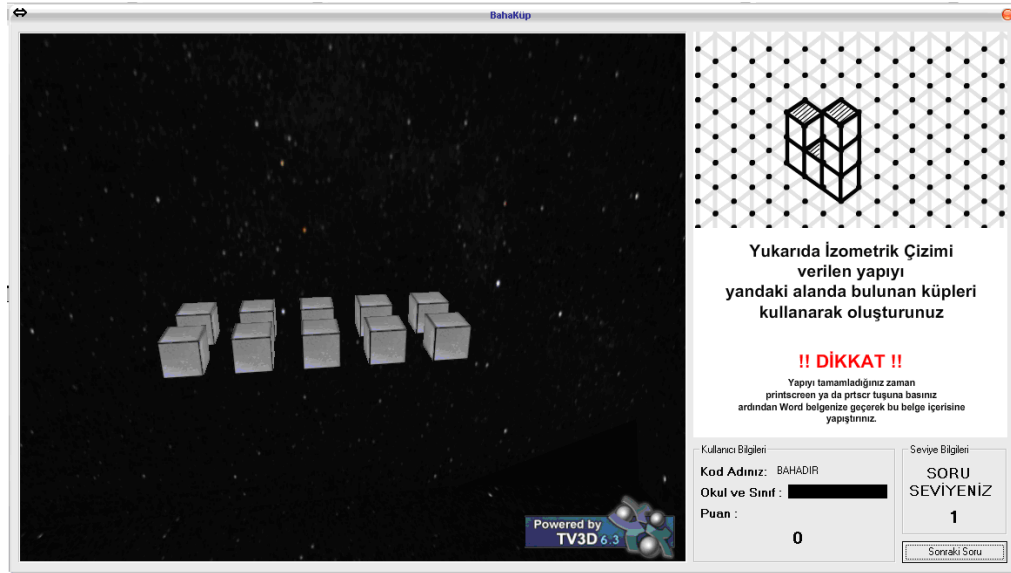 BahaKüp
Yukarıda İzometrik Çizimi
verilen yapıyı
yandaki alanda bulunan küpleri
kullanarak oluşturunuz
!! DİKKAT !!
Yapıyı tamamladığınız zaman
printscreen ya da prtscr tuşuna basınız
ardından Word belgenize geçerek bu belge içerisine
yapıştırınız.
Kullanıcı Bilgileri
Kod Adınız: BAHADIR
Okul ve Sınıf :
Puan :
0
Seviye Bilgileri
SORU
SEVİYENİZ
1
Sonraki Soru
Powered by
TV3D 6.3